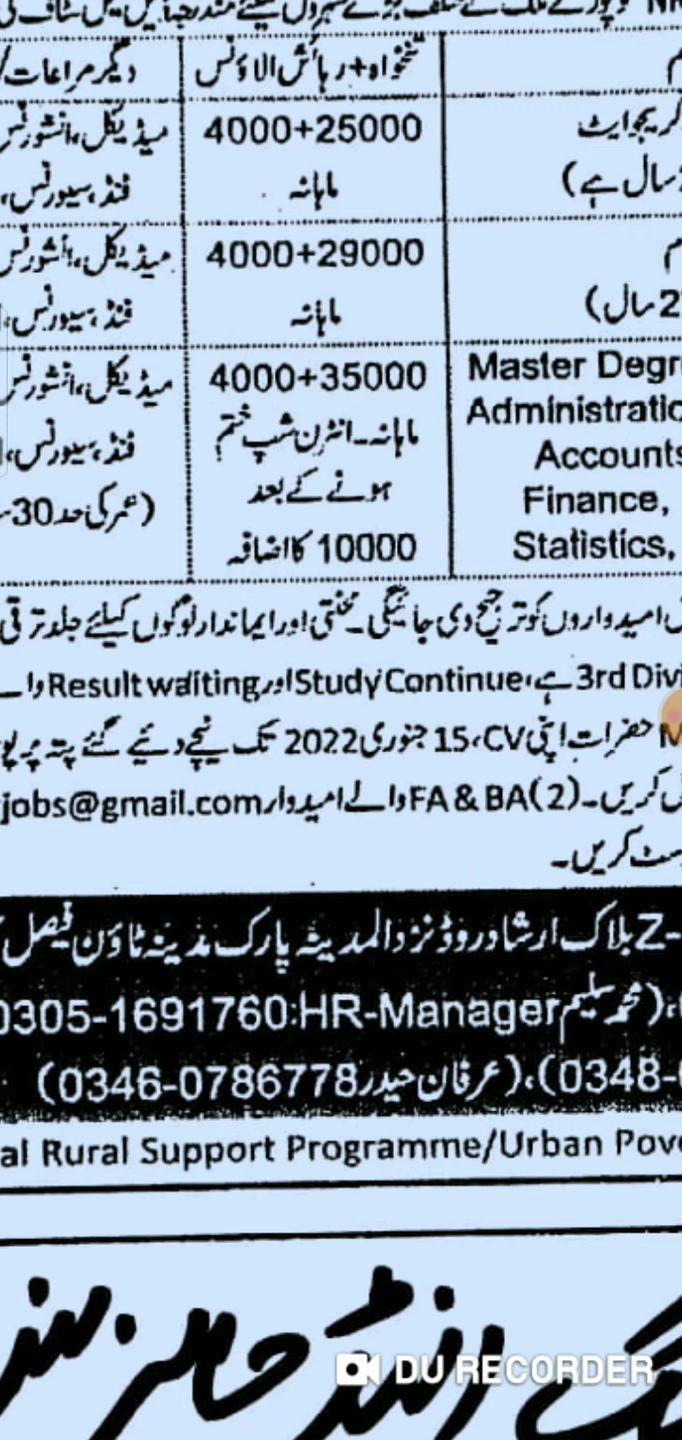 تنخواہ+رہائش الاؤنس
دیگر مراعات/
4000+25000
میڈیکل، انشورنس
سال ہے)
ماہانہ
فنڈ، سیورنس،
4000+29000
میڈیکل، انشورنس
2 سال)
ماہانہ
فنڈ، سیورنس،
Master Degr
4000+35000
میڈیکل، انشورنس
Administratio
ماہانہ۔انٹرن شپ ختم
فنڈ، سیورنس،
Accounts
ہونے کے بعد
Finance,
(عمر کی حد 30
Statistics,
10000 کا اضافہ
امیدواروں کو ترجیح دی جائیگی۔ محنتی اور ایماندار لوگوں کیلئے جلد ترقی
3rd Divi ہے، Study Continue اور Result waiting وا
حضرات اپنی CV، 15 جنوری 2022 تک نیچے دیئے گئے پتہ پر
کریں۔ (2) FA & BA والے امیدوار jobs@gmail.com
کریں۔
Z- بلاک ارشاد روڈ نزد المدینہ پارک مدینہ ٹاؤن فیصل
(محمد سلیم HR-Manager:0305-1691760
0348-)، (عرفان حیدر 0346-0786778)
al Rural Support Programme/Urban Pove
DU RECORDER